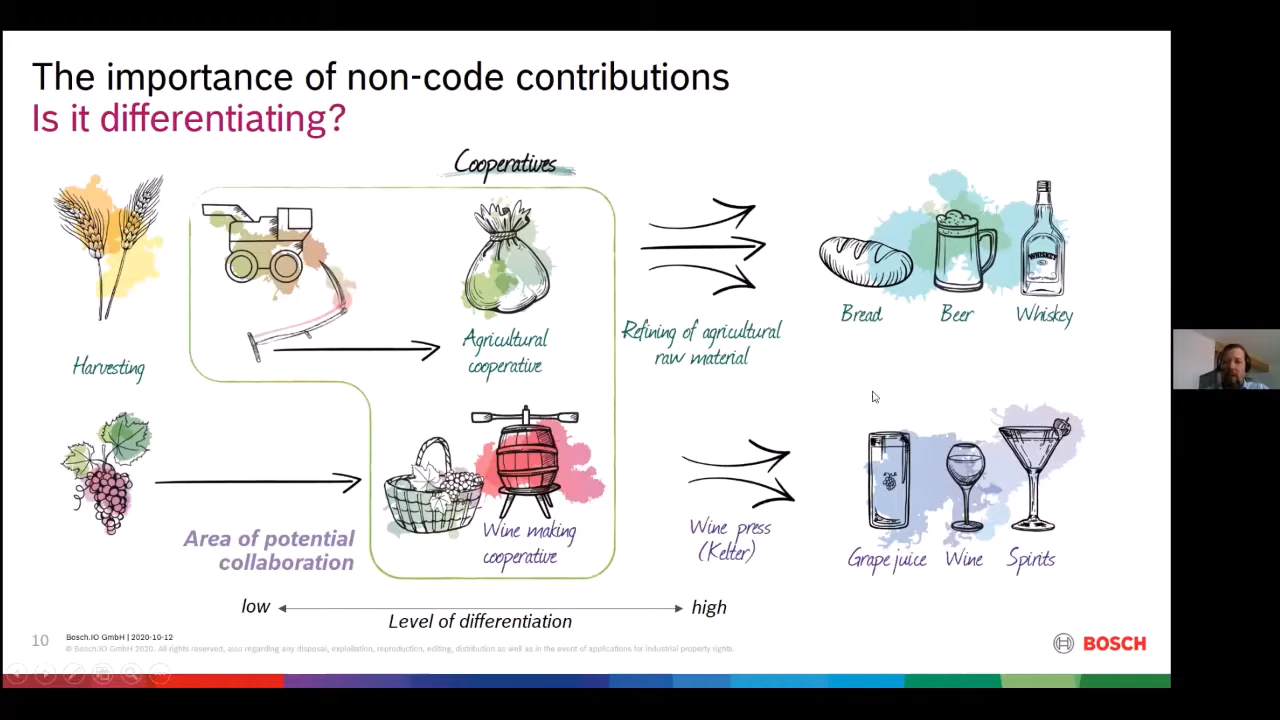 The importance of non-code contributions
Is it differentiating?
Cooperatives
Harvesting
Agricultural
cooperative
Refining of agricultural
raw material
Bread
Beer
WHISKEY
Whiskey
Area of potential
collaboration
Wine making
cooperative
Wine press
(Kelter)
Grape juice
Wine
Spirits
low
Level of differentiation
high
10
Bosch.IO GmbH | 2020-10-12
© Bosch.IO GmbH 2020. All rights reserved, also regarding any disposal, exploitation, reproduction, editing, distribution as well as in the event of applications for industrial property rights.
BOSCH